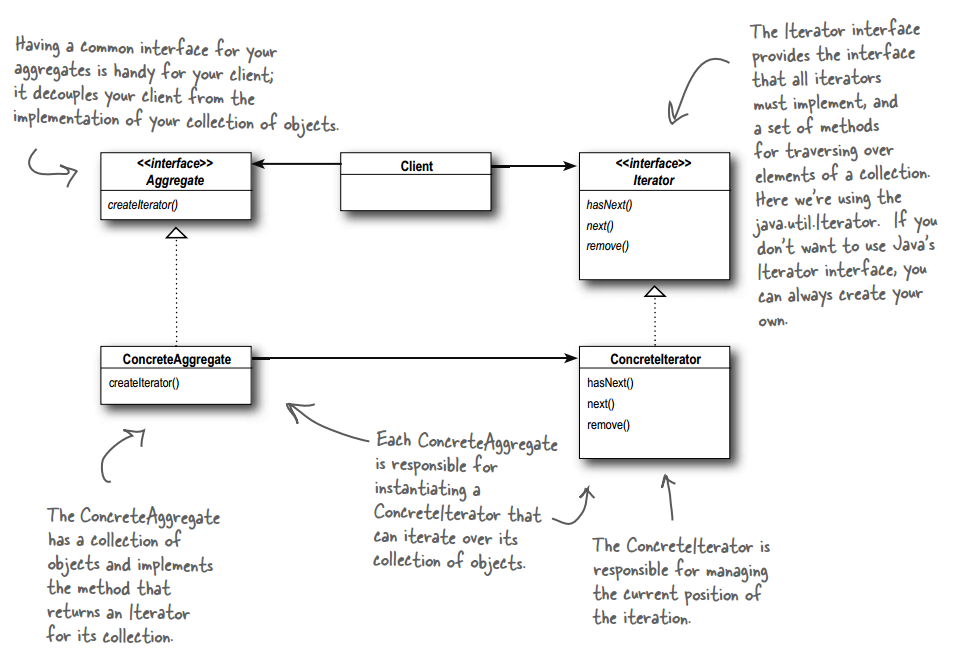 Having a common interface for your
aggregates is handy for your client;
it decouples your client from the
implementation of your collection of objects.
The Iterator interface
provides the interface
that all iterators
must implement, and
a set of methods
for traversing over
elements of a collection.
Here we're using the
java.util.Iterator. If you
don't want to use Java's
Iterator interface, you
can always create your
own.
<<interface>>
Aggregate
createIterator()
Client
<<interface>>
Iterator
hasNext()
next()
remove()
ConcreteAggregate
createIterator()
ConcreteIterator
hasNext()
next()
remove()
Each ConcreteAggregate
is responsible for
instantiating a
ConcreteIterator that
can iterate over its
collection of objects.
The ConcreteAggregate
has a collection of
objects and implements
the method that
returns an Iterator
for its collection.
The ConcreteIterator is
responsible for managing
the current position of
the iteration.